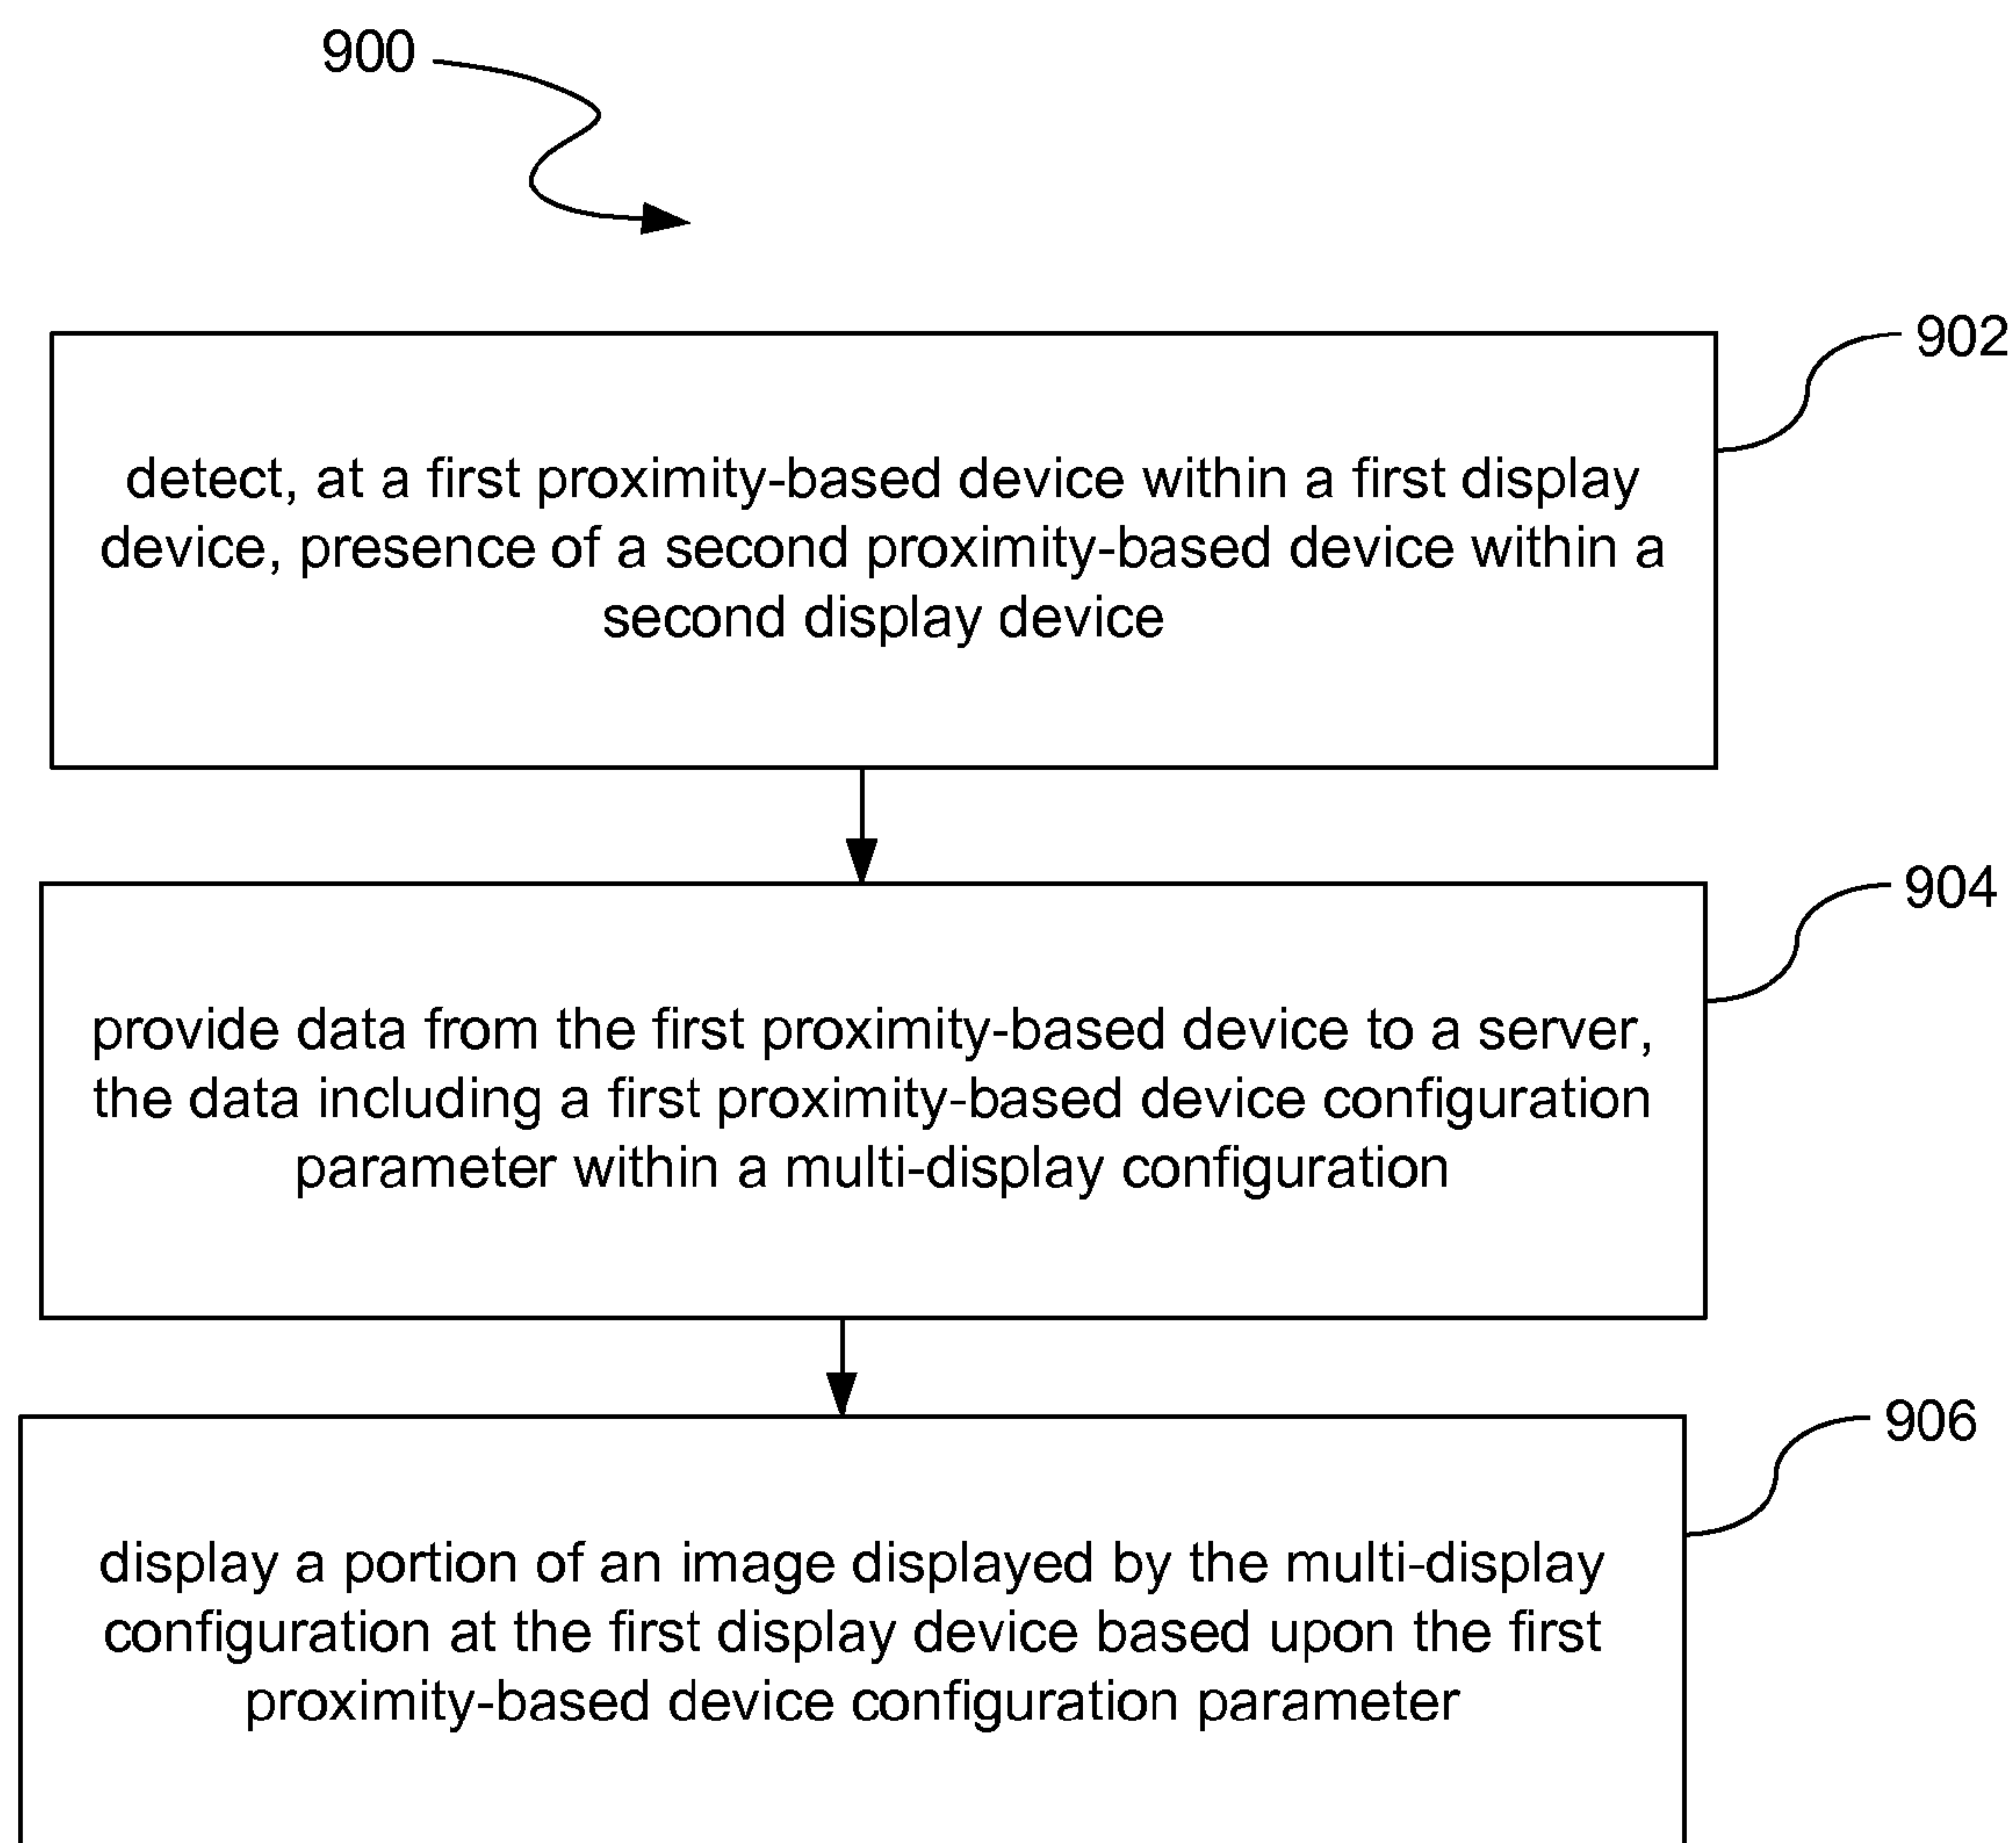 900
902
detect, at a first proximity-based device within a first display
device, presence of a second proximity-based device within a
second display device
904
provide data from the first proximity-based device to a server,
the data including a first proximity-based device configuration
parameter within a multi-display configuration
906
display a portion of an image displayed by the multi-display
configuration at the first display device based upon the first
proximity-based device configuration parameter